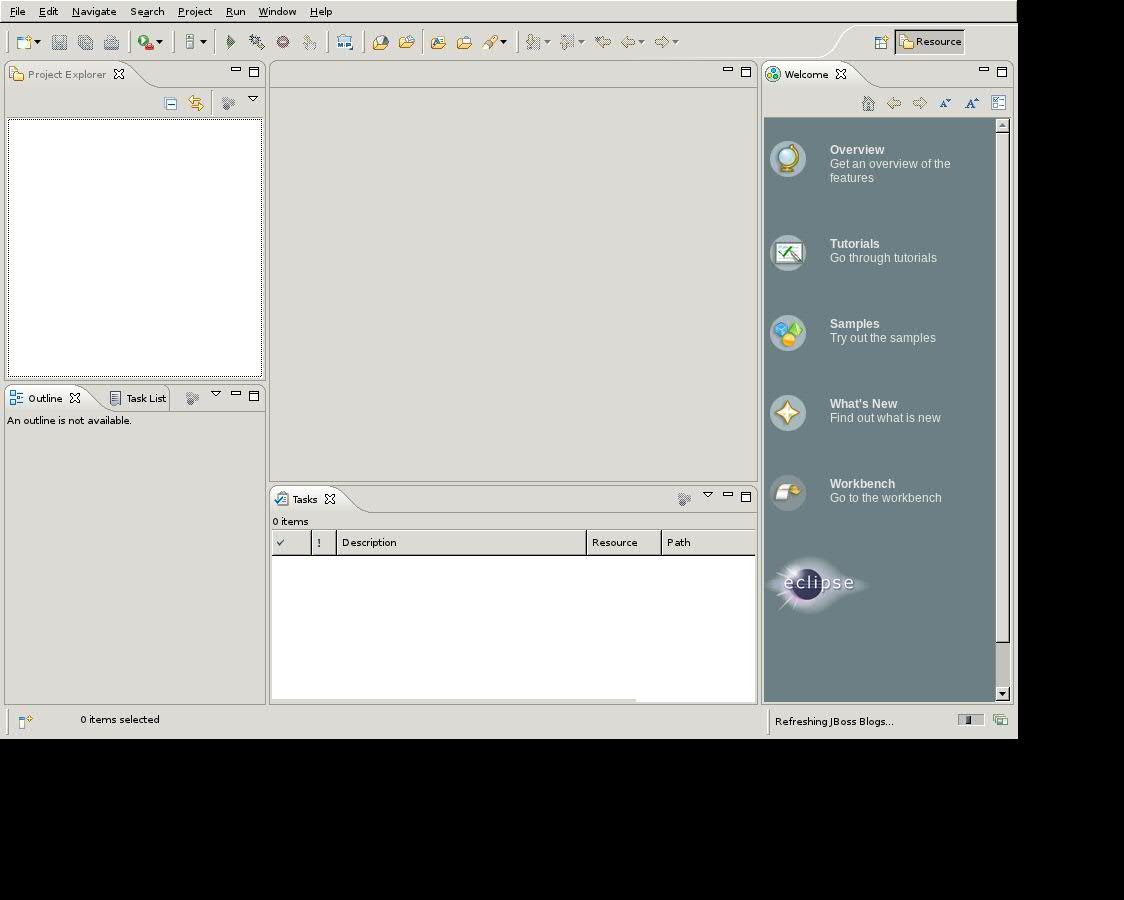 File Edit Navigate Search Project Run Window Help
Resource
Project Explorer
Welcome
Overview
Get an overview of the
features
Tutorials
Go through tutorials
Samples
Try out the samples
What's New
Find out what is new
Workbench
Go to the workbench
eclipse
Outline Task List
An outline is not available.
Tasks
0 items
! Description Resource Path
0 items selected
Refreshing JBoss Blogs...